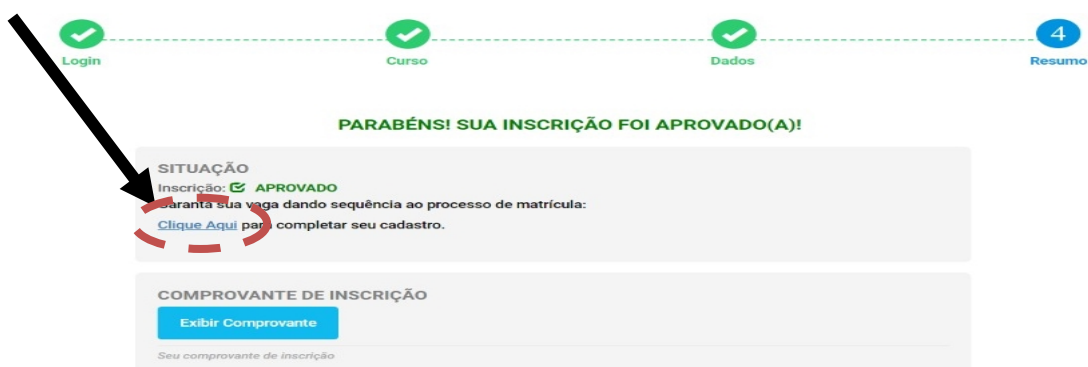 4
Login
Curso
Dados
Resumo
PARABÉNS! SUA INSCRIÇÃO FOI APROVADO(A)!
SITUAÇÃO
Inscrição: APROVADO
Garanta sua vaga dando sequência ao processo de matrícula:
Clique Aqui para completar seu cadastro.
COMPROVANTE DE INSCRIÇÃO
Exibir Comprovante
Seu comprovante de inscrição